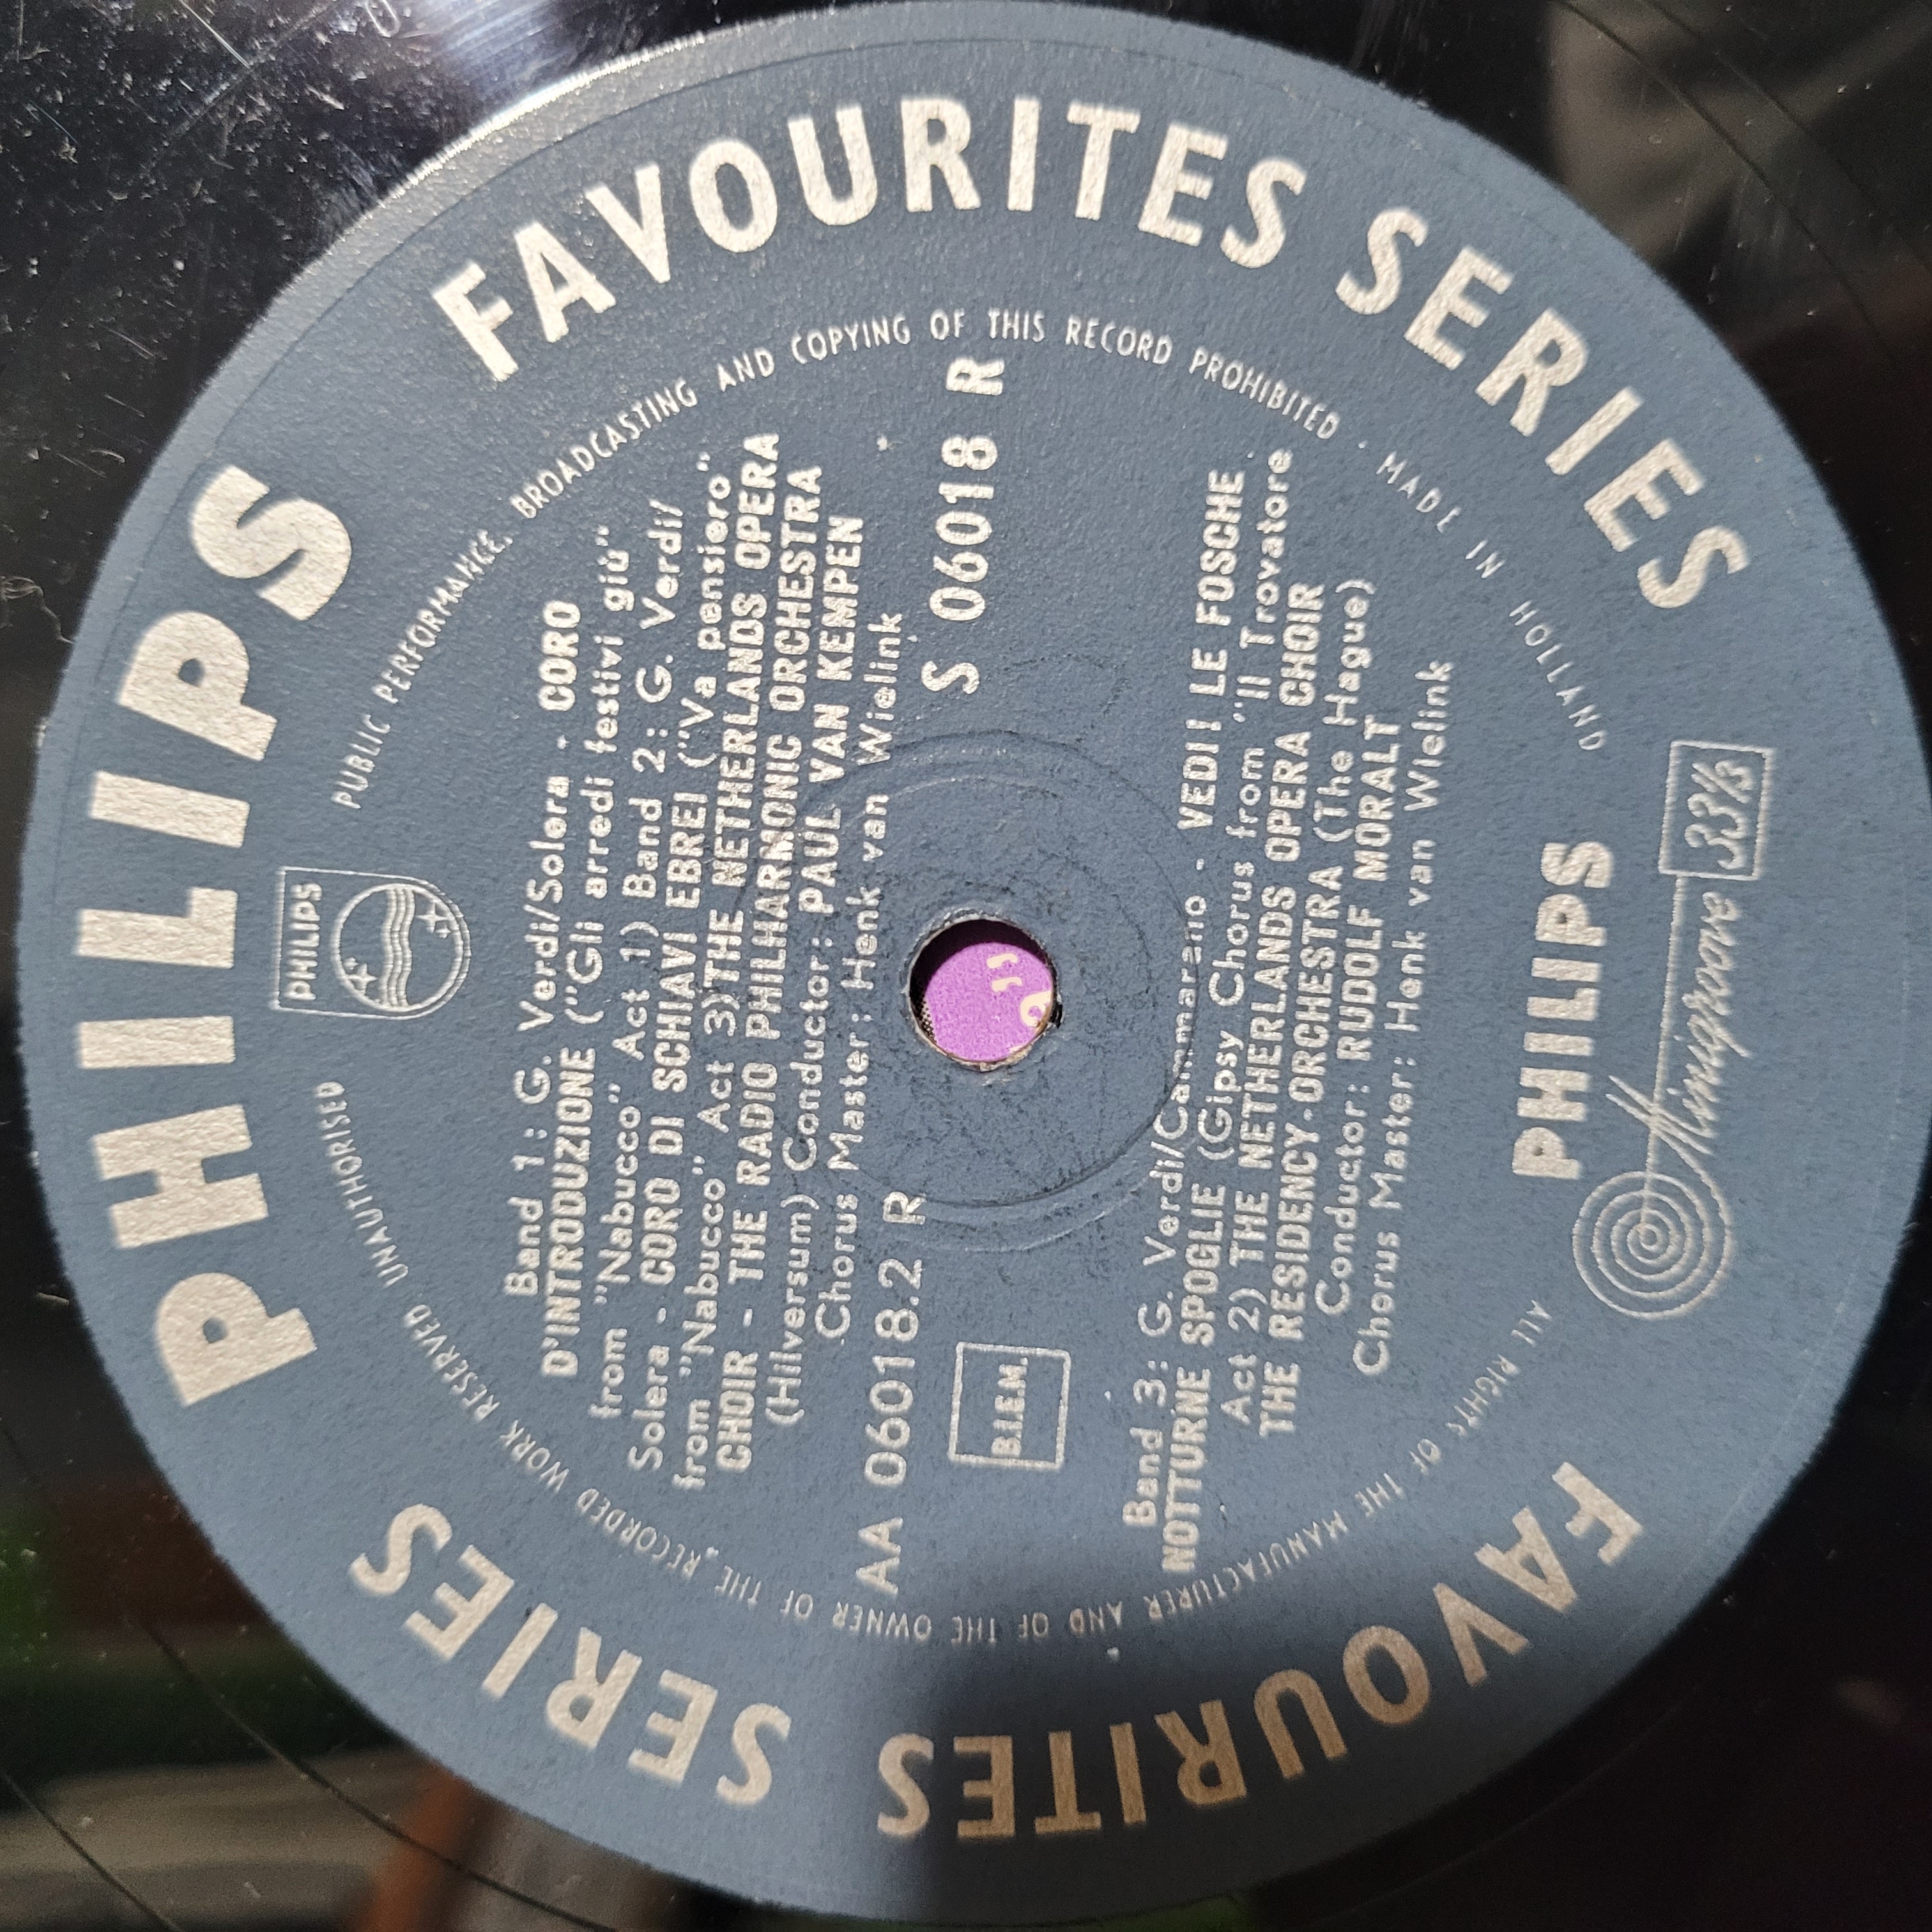 PHILIPS
FAVOURITES SERIES
FAVOURITES SERIES
PUBLIC PERFORMANCE, BROADCASTING AND COPYING OF THIS RECORD PROHIBITED · MADE IN HOLLAND
ALL RIGHTS OF THE MANUFACTURER AND OF THE OWNER OF THE RECORDED WORK RESERVED UNAUTHORISED
PHILIPS
Band 1: G. Verdi/Solera - CORO
D'INTRODUZIONE ("Gli arredi festivi giù"
from "Nabucco" Act 1) Band 2: G. Verdi/
Solera - CORO DI SCHIAVI EBREI ("Va pensiero"
from "Nabucco" Act 3) THE NETHERLANDS OPERA
CHOIR - THE RADIO PHILHARMONIC ORCHESTRA
(Hilversum) Conductor: PAUL VAN KEMPEN
Chorus Master: Henk van Wielink
AA 06018.2 R
S 06018 R
B.I.E.M.
Band 3: G. Verdi/Cammarano - VEDI! LE FOSCHE
NOTTURNE SPOGLIE (Gipsy Chorus from "Il Trovatore
Act 2) THE NETHERLANDS OPERA CHOIR
THE RESIDENCY-ORCHESTRA (The Hague)
Conductor: RUDOLF MORALT
Chorus Master: Henk van Wielink
PHILIPS
Minigroove 33⅓